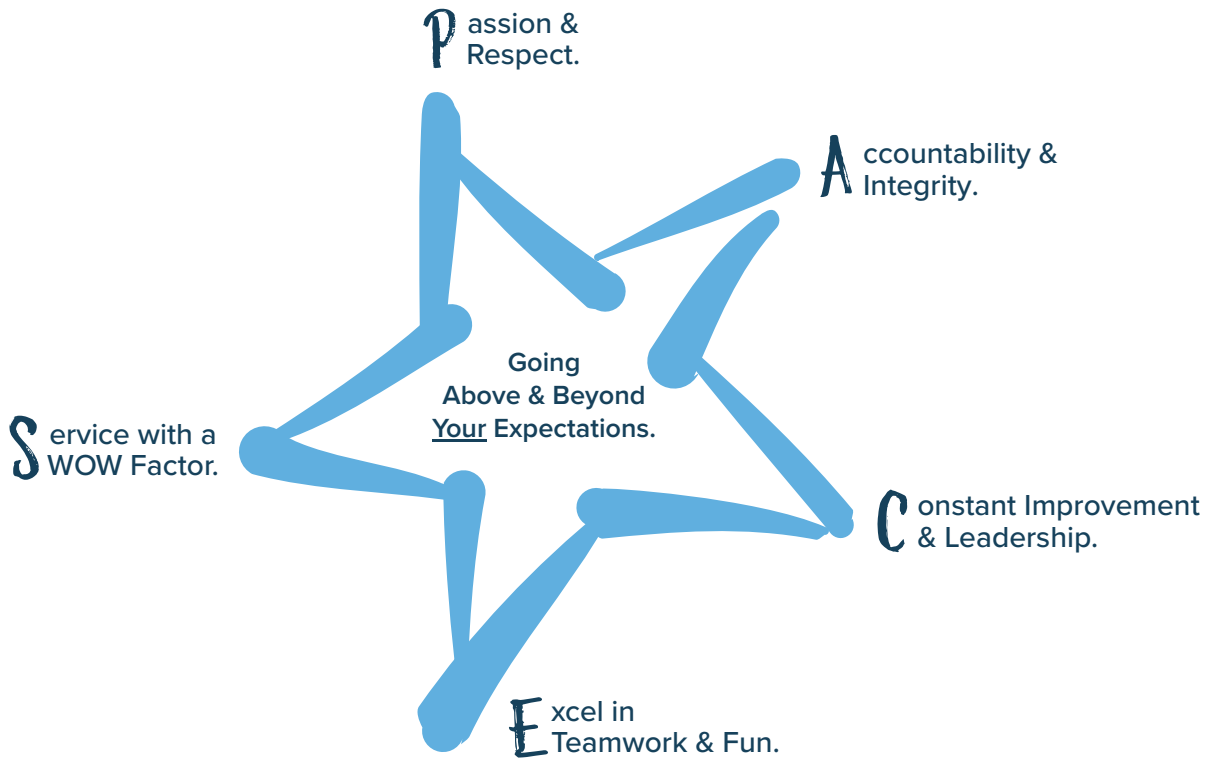 Passion &
Respect.
Accountability &
Integrity.
Going
Above & Beyond
Your Expectations.
Service with a
WOW Factor.
Constant Improvement
& Leadership.
Excel in
Teamwork & Fun.